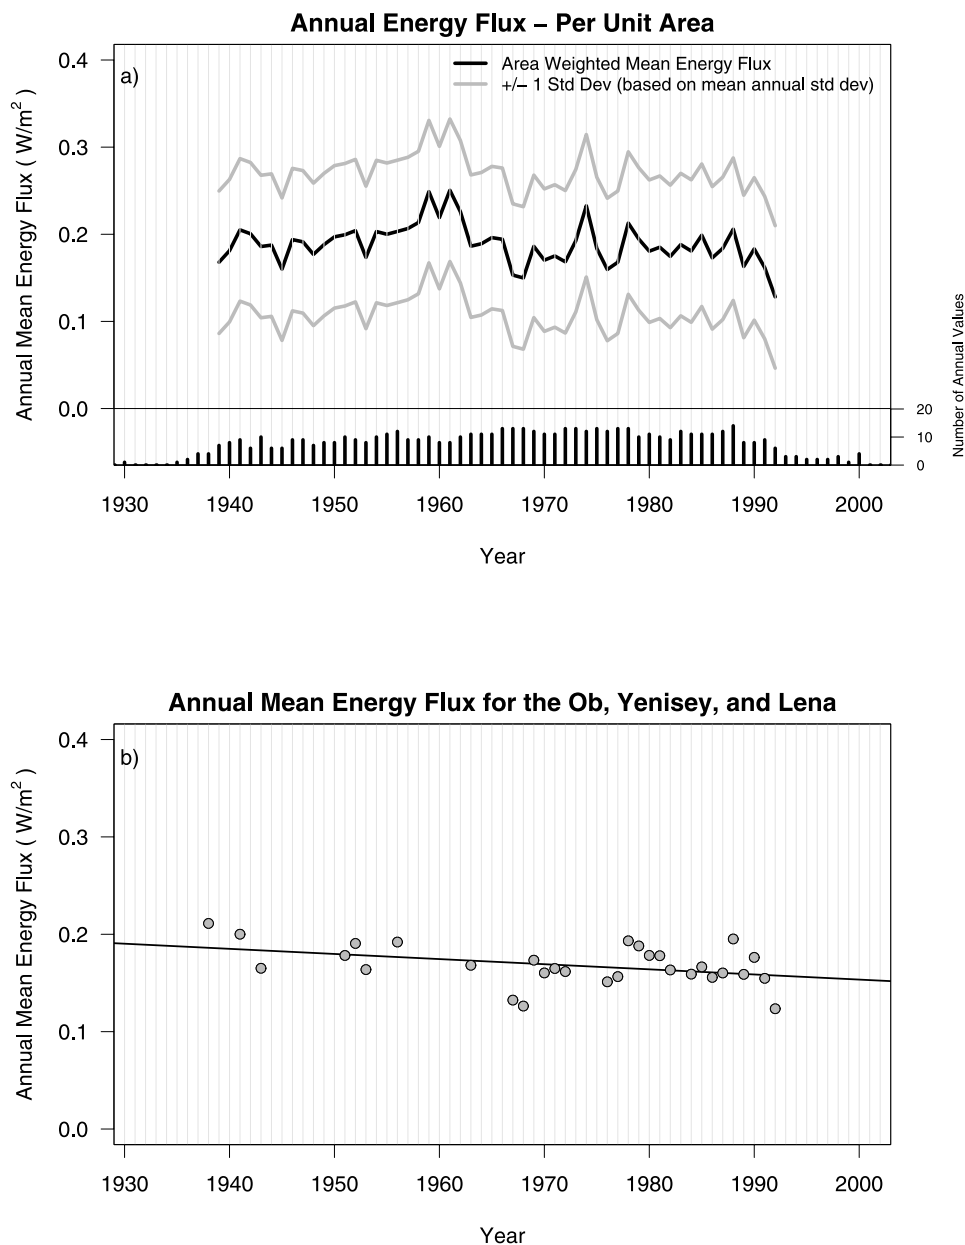 Annual Energy Flux – Per Unit Area
a)
Area Weighted Mean Energy Flux
+/− 1 Std Dev (based on mean annual std dev)
Annual Mean Energy Flux ( W/m² )
0.4
0.3
0.2
0.1
0.0
Number of Annual Values
20
10
0
1930 1940 1950 1960 1970 1980 1990 2000
Year
Annual Mean Energy Flux for the Ob, Yenisey, and Lena
b)
Annual Mean Energy Flux ( W/m² )
0.4
0.3
0.2
0.1
0.0
1930 1940 1950 1960 1970 1980 1990 2000
Year